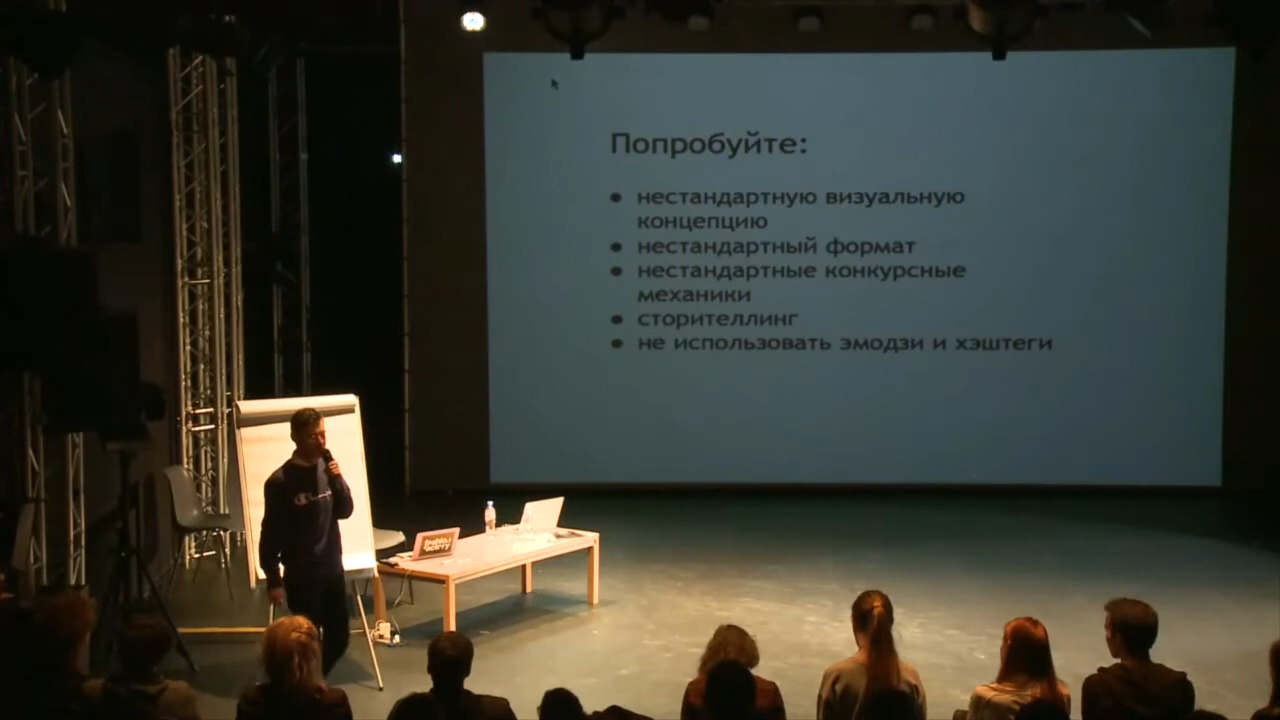 Попробуйте:
● нестандартную визуальную
концепцию
● нестандартный формат
● нестандартные конкурсные
механики
● сторителлинг
● не использовать эмодзи и хэштеги